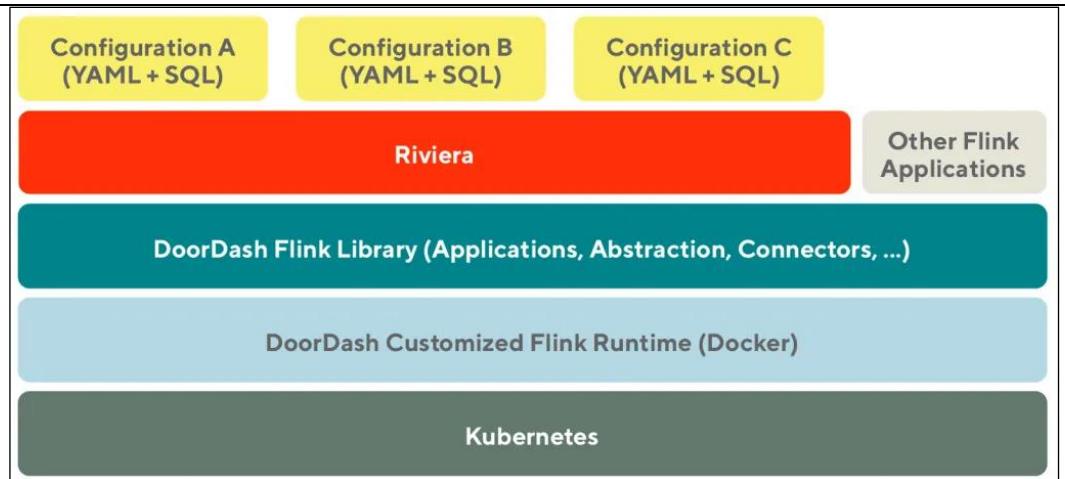 Configuration A
(YAML + SQL)
Configuration B
(YAML + SQL)
Configuration C
(YAML + SQL)
Riviera
Other Flink
Applications
DoorDash Flink Library (Applications, Abstraction, Connectors, ...)
DoorDash Customized Flink Runtime (Docker)
Kubernetes